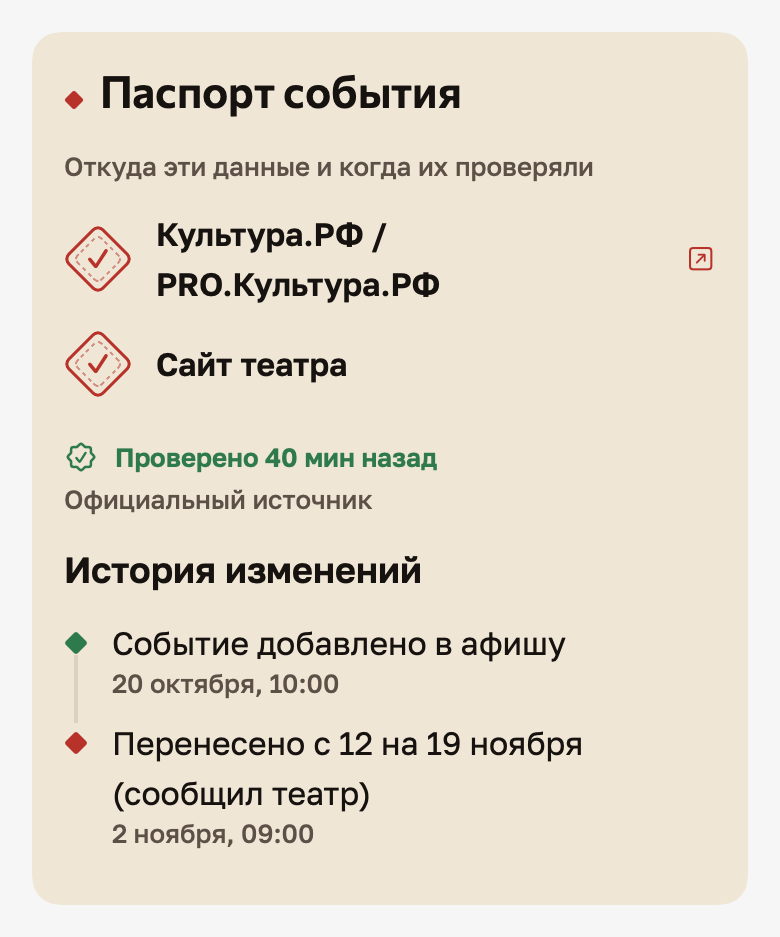 Паспорт события
Откуда эти данные и когда их проверяли
Культура.РФ /
PRO.Культура.РФ
Сайт театра
Проверено 40 мин назад
Официальный источник
История изменений
Событие добавлено в афишу
20 октября, 10:00
Перенесено с 12 на 19 ноября
(сообщил театр)
2 ноября, 09:00